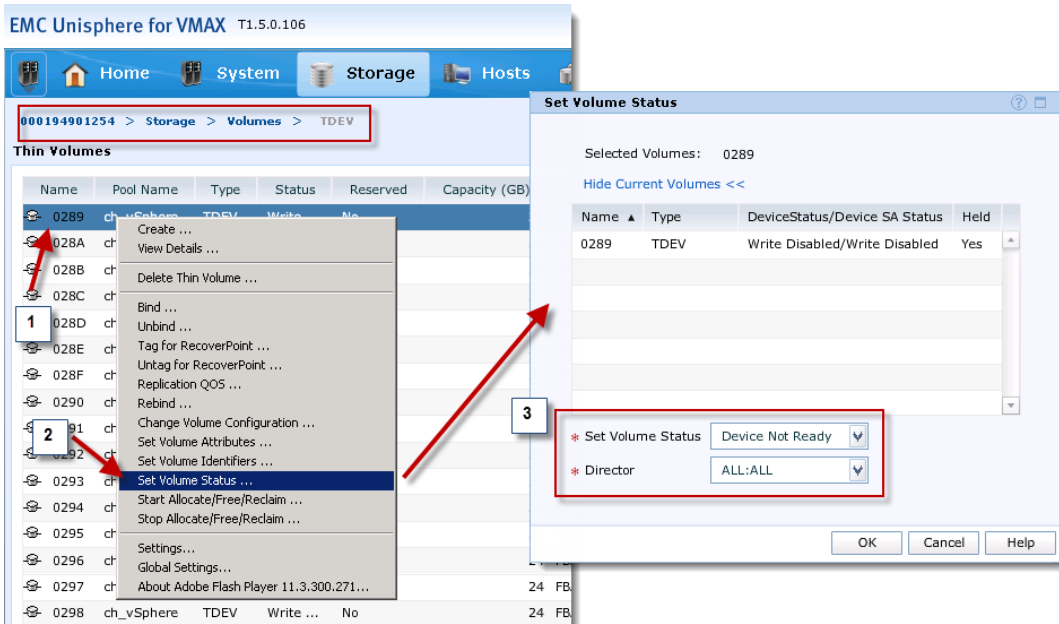 EMC Unisphere for VMAX T1.5.0.106
Home System Storage Hosts
000194901254 > Storage > Volumes > TDEV
Thin Volumes
Name Pool Name Type Status Reserved Capacity (GB)
0289 ch_vSphere TDEV Write No
028A ch
028B ch
028C ch
028D ch
028E ch
028F ch
0290 ch
91 ch
0292 ch
0293 ch
0294 ch
0295 ch
0296 ch
0297 ch 24 FB
0298 ch_vSphere TDEV Write ... No 24 FB
1
2
Create ...
View Details ...
Delete Thin Volume ...
Bind ...
Unbind ...
Tag for RecoverPoint ...
Untag for RecoverPoint ...
Replication QOS ...
Rebind ...
Change Volume Configuration ...
Set Volume Attributes ...
Set Volume Identifiers ...
Set Volume Status ...
Start Allocate/Free/Reclaim ...
Stop Allocate/Free/Reclaim ...
Settings...
Global Settings...
About Adobe Flash Player 11.3.300.271...
Set Volume Status
Selected Volumes: 0289
Hide Current Volumes <<
Name ▲ Type DeviceStatus/Device SA Status Held
0289 TDEV Write Disabled/Write Disabled Yes
3
* Set Volume Status Device Not Ready
* Director ALL:ALL
OK Cancel Help